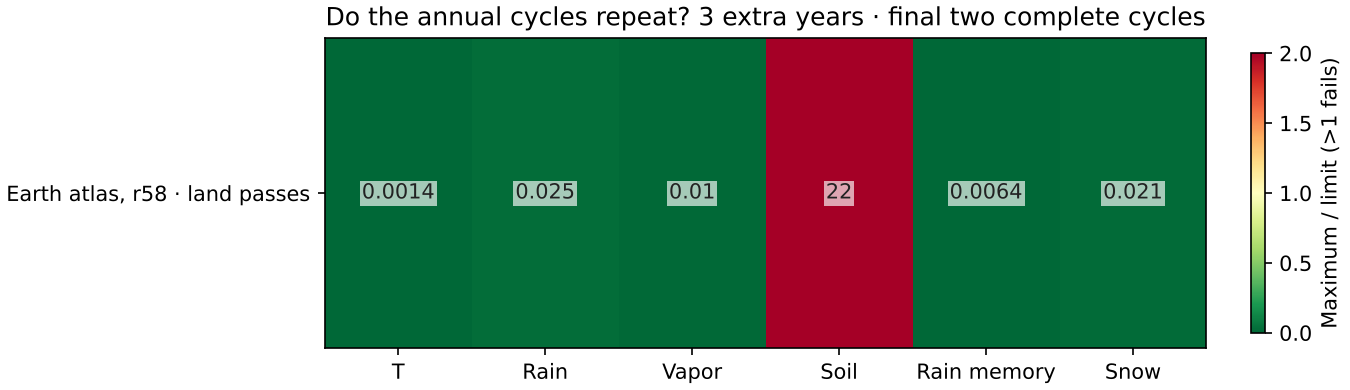 Do the annual cycles repeat? 3 extra years · final two complete cycles
Earth atlas, r58 · land passes
0.0014 0.025 0.01 22 0.0064 0.021
T Rain Vapor Soil Rain memory Snow
2.0
1.5
1.0
0.5
0.0
Maximum / limit (>1 fails)